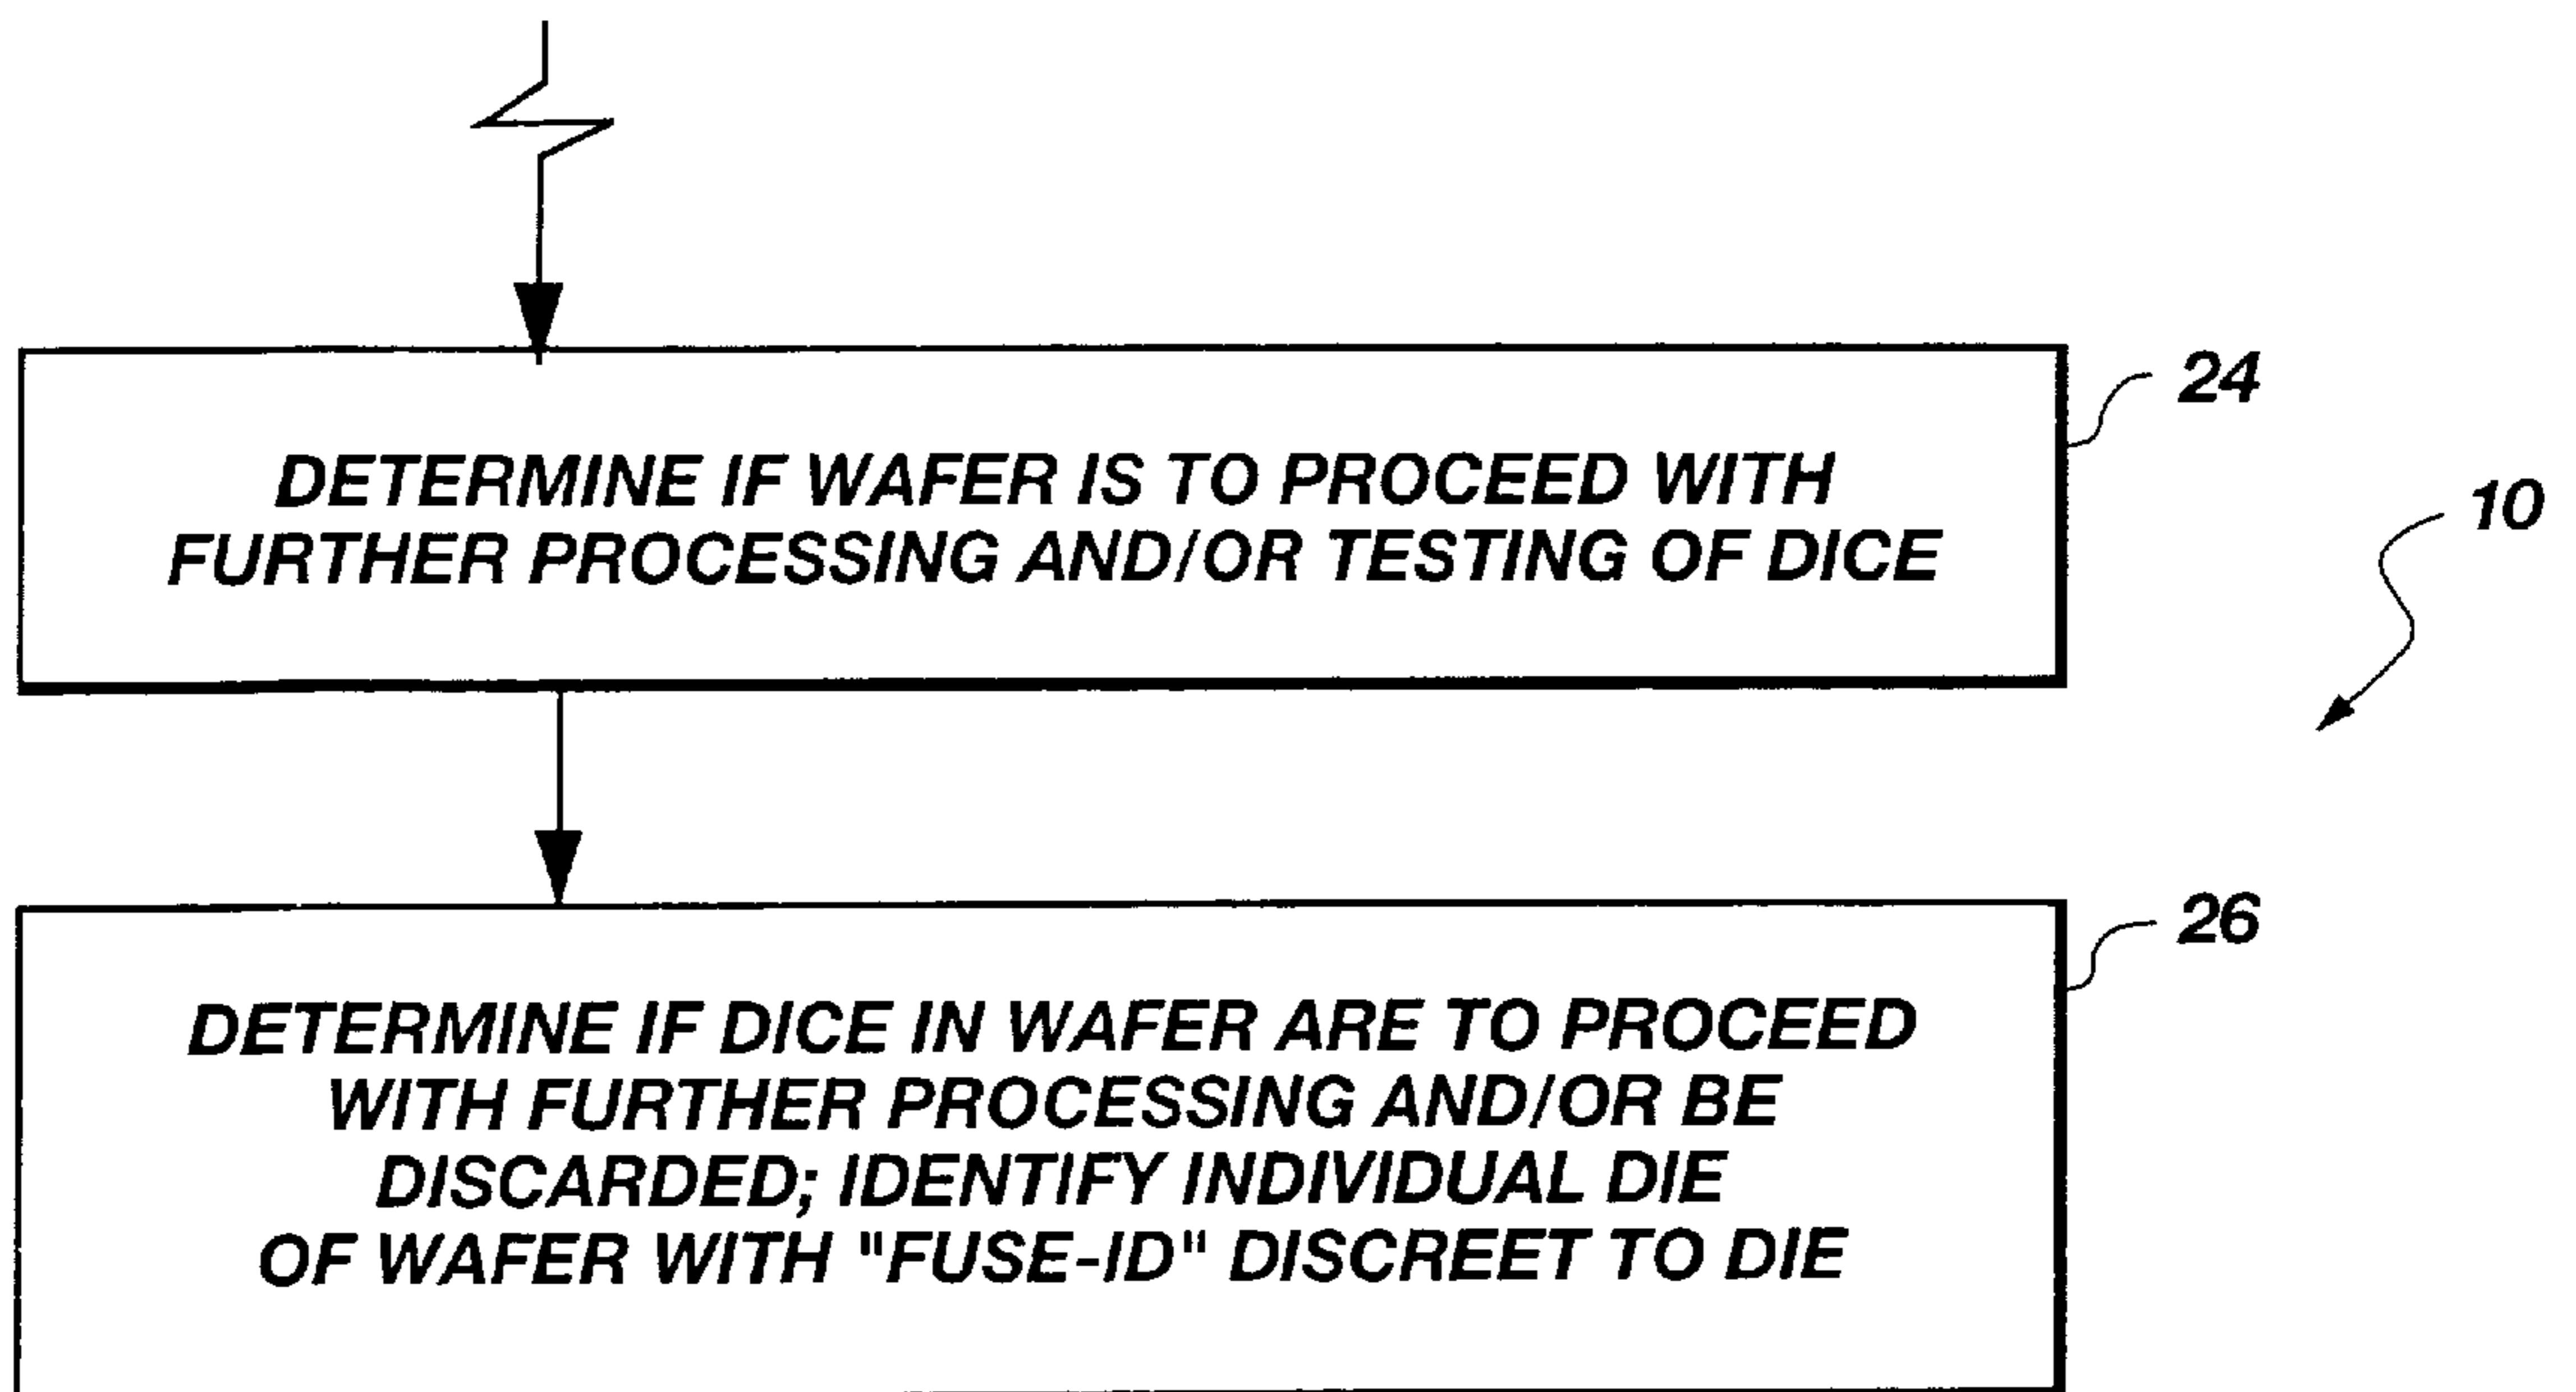 24
DETERMINE IF WAFER IS TO PROCEED WITH
FURTHER PROCESSING AND/OR TESTING OF DICE
10
26
DETERMINE IF DICE IN WAFER ARE TO PROCEED
WITH FURTHER PROCESSING AND/OR BE
DISCARDED; IDENTIFY INDIVIDUAL DIE
OF WAFER WITH "FUSE-ID" DISCREET TO DIE